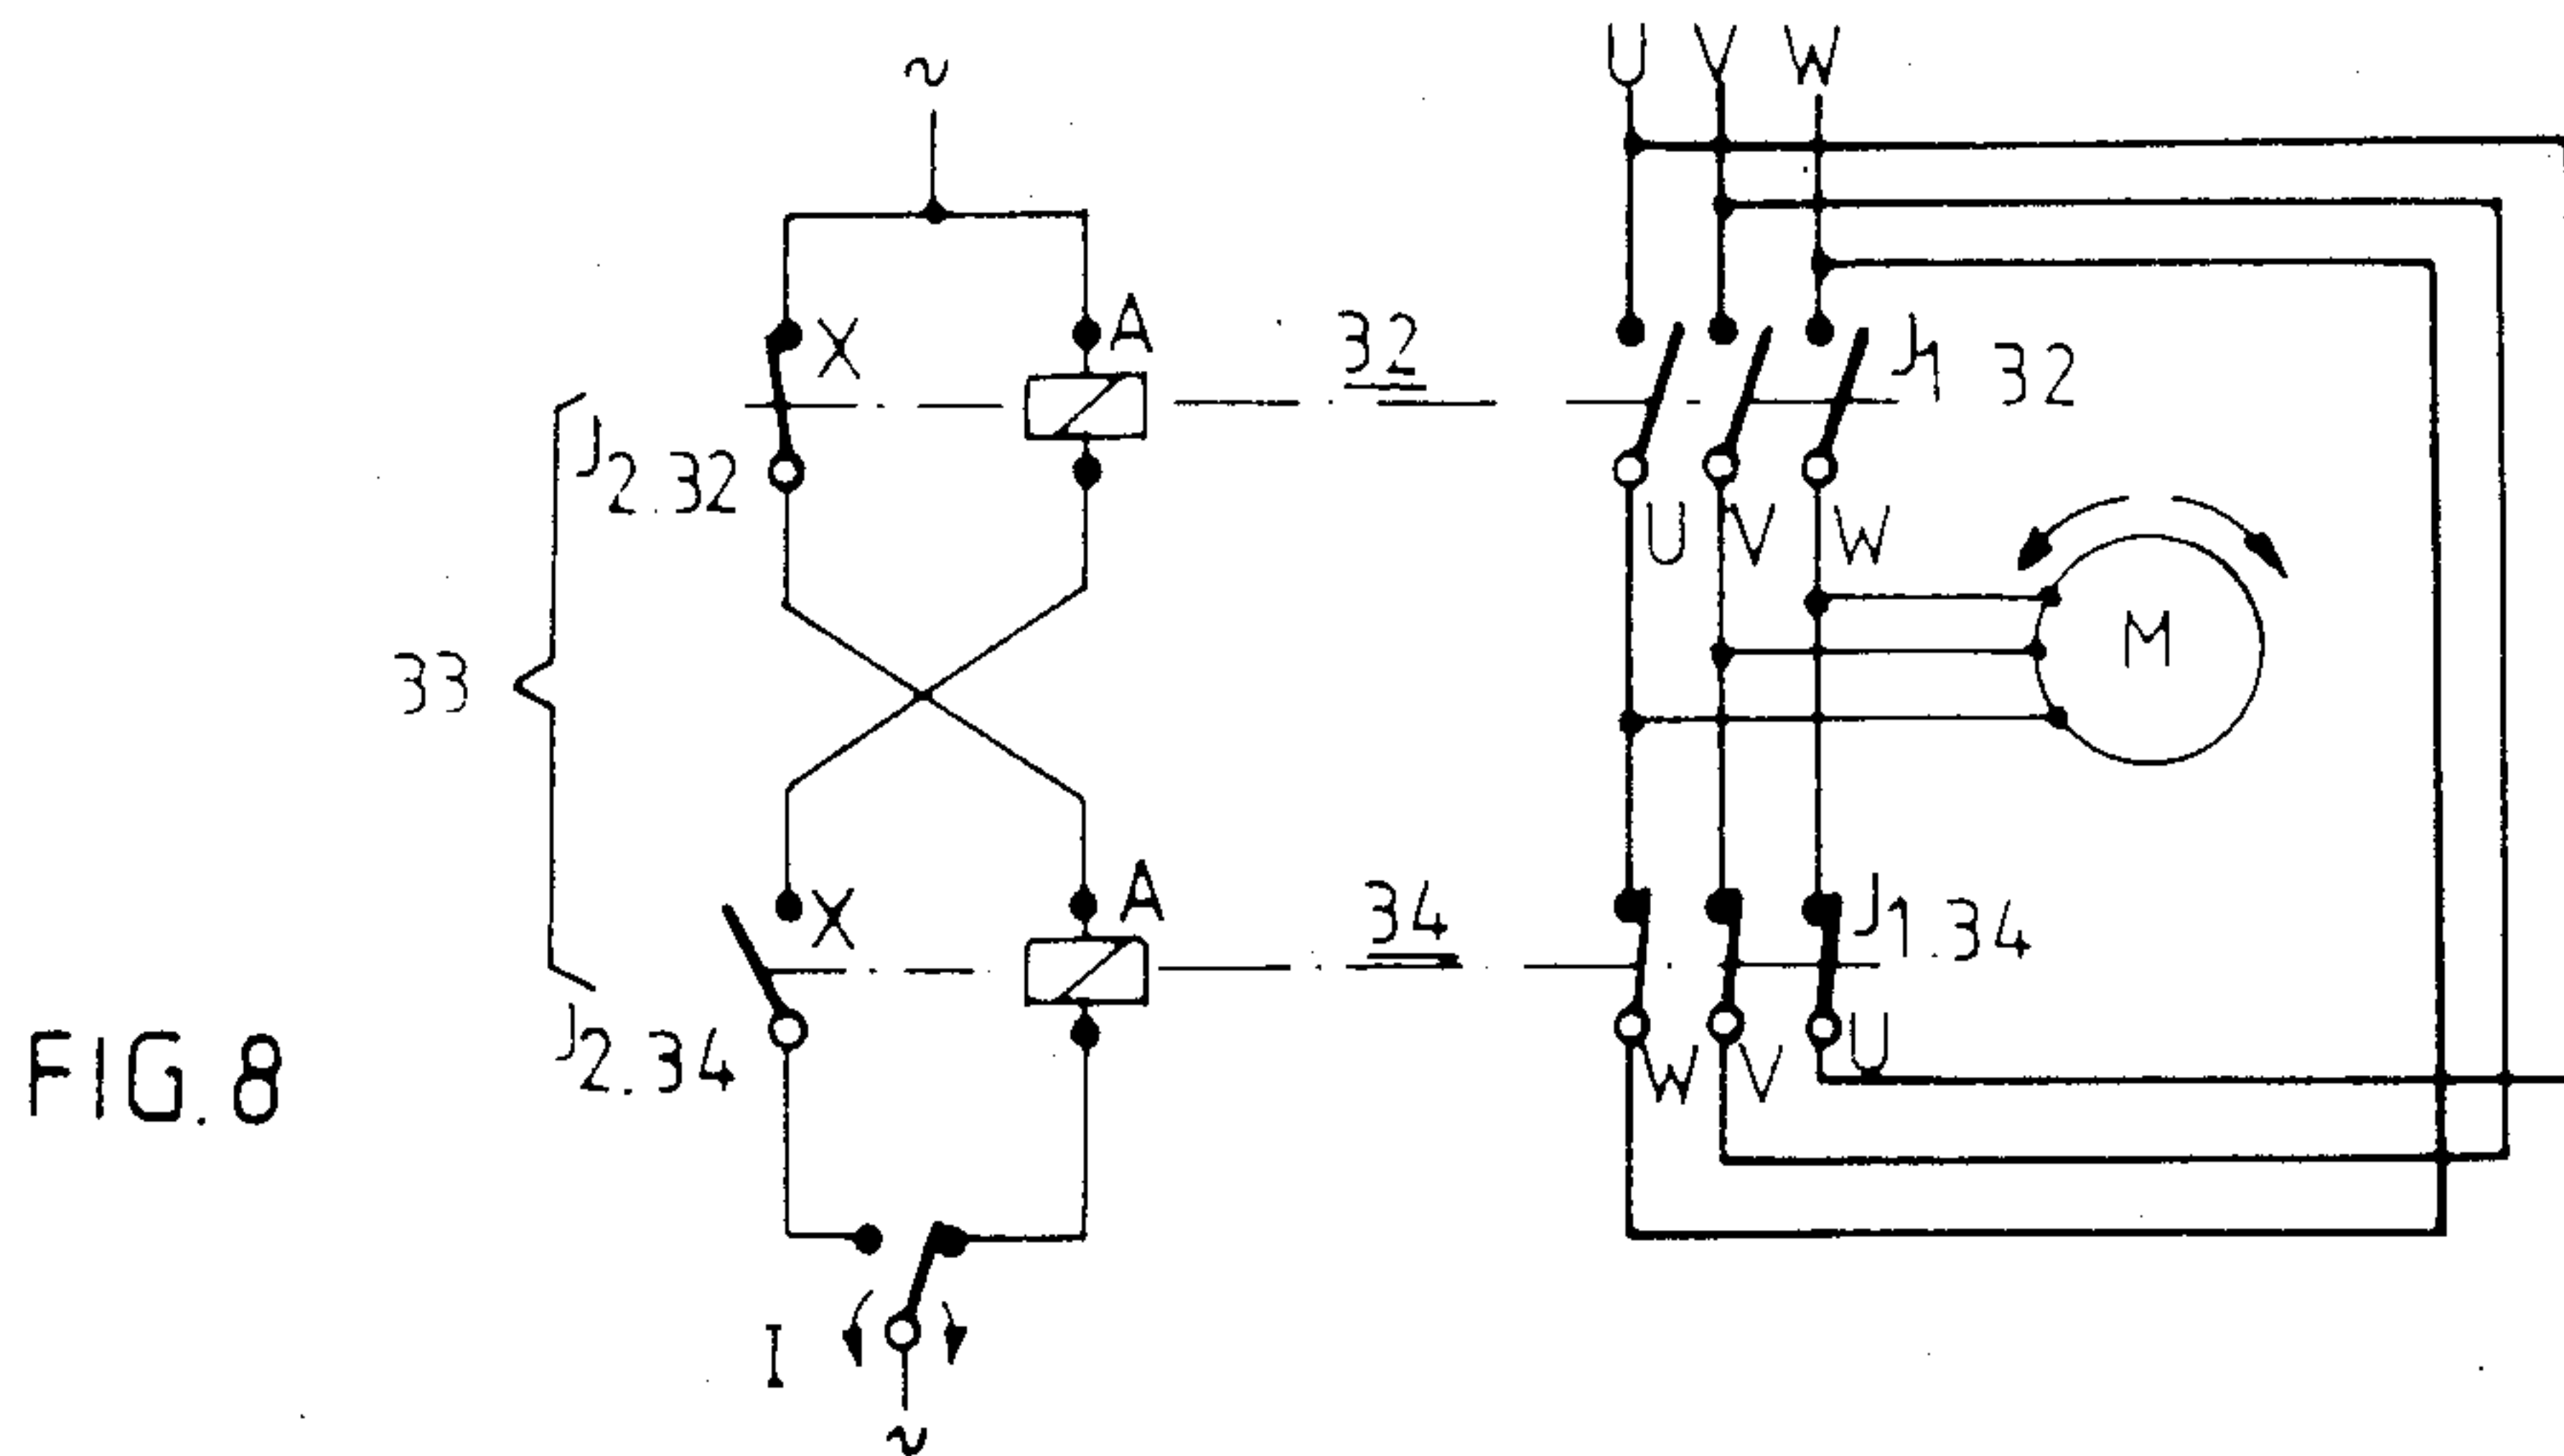 U V W
~
X
A
32
J1 32
J2.32
U V W
M
33
X
A
34
J1.34
J2.34
W V U
FIG.8
I
~